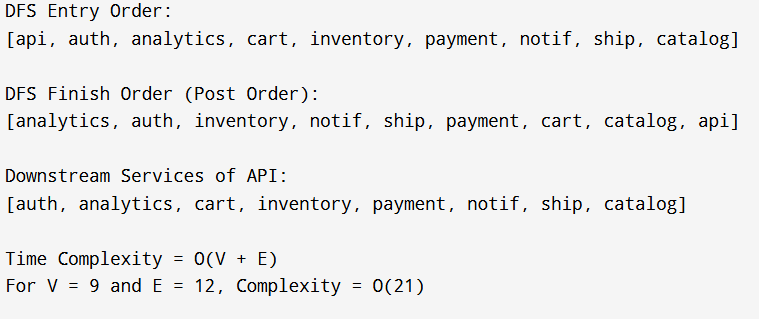 DFS Entry Order:
[api, auth, analytics, cart, inventory, payment, notif, ship, catalog]
DFS Finish Order (Post Order):
[analytics, auth, inventory, notif, ship, payment, cart, catalog, api]
Downstream Services of API:
[auth, analytics, cart, inventory, payment, notif, ship, catalog]
Time Complexity = O(V + E)
For V = 9 and E = 12, Complexity = O(21)